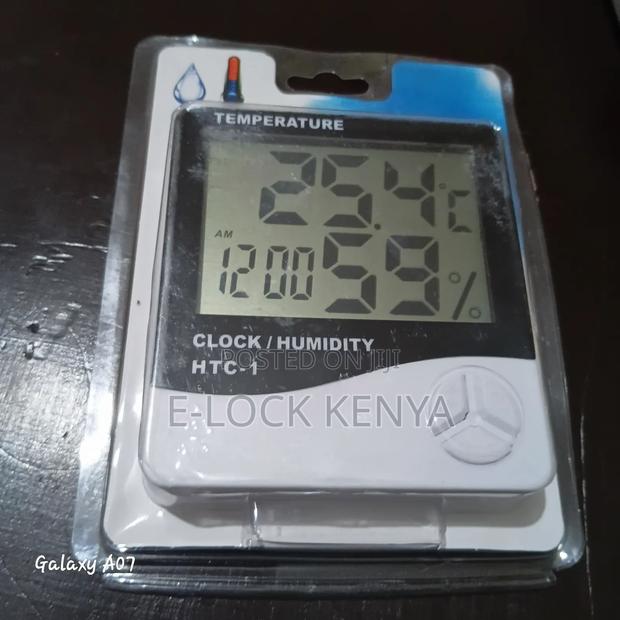 TEMPERATURE
25.4°C
AM
12:00 59%
CLOCK / HUMIDITY
HTC-1
POSTED ON JIJI
E-LOCK KENYA
Galaxy A07